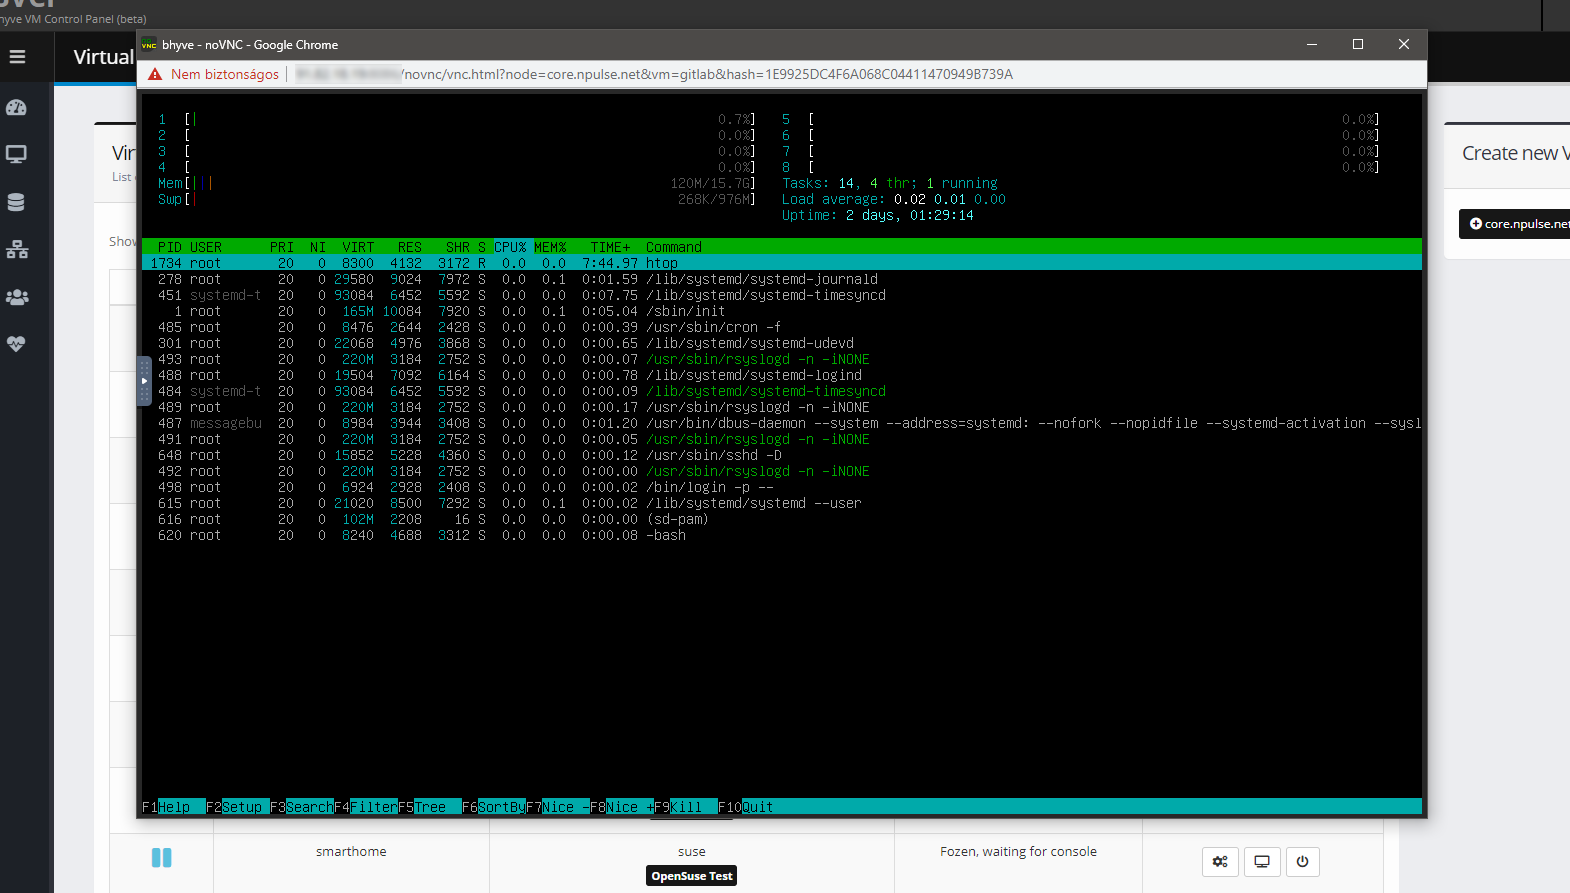 hyve VM Control Panel (beta)
Virtual
bhyve - noVNC - Google Chrome
Nem biztonságos
/novnc/vnc.html?node=core.npulse.net&vm=gitlab&hash=1E9925DC4F6A068C04411470949B739A
1 [| 0.7%] 5 [ 0.0%]
2 [ 0.0%] 6 [ 0.0%]
3 [ 0.0%] 7 [ 0.0%]
4 [ 0.0%] 8 [ 0.0%]
Mem[||| 120M/15.7G] Tasks: 14, 4 thr; 1 running
Swp[| 268K/976M] Load average: 0.02 0.01 0.00
Uptime: 2 days, 01:29:14
PID USER PRI NI VIRT RES SHR S CPU% MEM% TIME+ Command
1734 root 20 0 8300 4132 3172 R 0.0 0.0 7:44.97 htop
278 root 20 0 29580 9024 7972 S 0.0 0.1 0:01.59 /lib/systemd/systemd-journald
451 systemd-t 20 0 93084 6452 5592 S 0.0 0.0 0:07.75 /lib/systemd/systemd-timesyncd
1 root 20 0 165M 10084 7920 S 0.0 0.1 0:05.04 /sbin/init
485 root 20 0 8476 2644 2428 S 0.0 0.0 0:00.39 /usr/sbin/cron -f
301 root 20 0 22068 4976 3868 S 0.0 0.0 0:00.65 /lib/systemd/systemd-udevd
493 root 20 0 220M 3184 2752 S 0.0 0.0 0:00.07 /usr/sbin/rsyslogd -n -iNONE
488 root 20 0 19504 7092 6164 S 0.0 0.0 0:00.78 /lib/systemd/systemd-logind
484 systemd-t 20 0 93084 6452 5592 S 0.0 0.0 0:00.09 /lib/systemd/systemd-timesyncd
489 root 20 0 220M 3184 2752 S 0.0 0.0 0:00.17 /usr/sbin/rsyslogd -n -iNONE
487 messagebu 20 0 8984 3944 3408 S 0.0 0.0 0:01.20 /usr/bin/dbus-daemon --system --address=systemd: --nofork --nopidfile --systemd-activation --sysl
491 root 20 0 220M 3184 2752 S 0.0 0.0 0:00.05 /usr/sbin/rsyslogd -n -iNONE
648 root 20 0 15852 5228 4360 S 0.0 0.0 0:00.12 /usr/sbin/sshd -D
492 root 20 0 220M 3184 2752 S 0.0 0.0 0:00.00 /usr/sbin/rsyslogd -n -iNONE
498 root 20 0 6924 2928 2408 S 0.0 0.0 0:00.02 /bin/login -p --
615 root 20 0 21020 8500 7292 S 0.0 0.1 0:00.02 /lib/systemd/systemd --user
616 root 20 0 102M 2208 16 S 0.0 0.0 0:00.00 (sd-pam)
620 root 20 0 8240 4688 3312 S 0.0 0.0 0:00.08 -bash
F1Help F2Setup F3SearchF4FilterF5Tree F6SortByF7Nice -F8Nice +F9Kill F10Quit
Vir
List
Show
Create new V
core.npulse.net
smarthome
suse
OpenSuse Test
Fozen, waiting for console